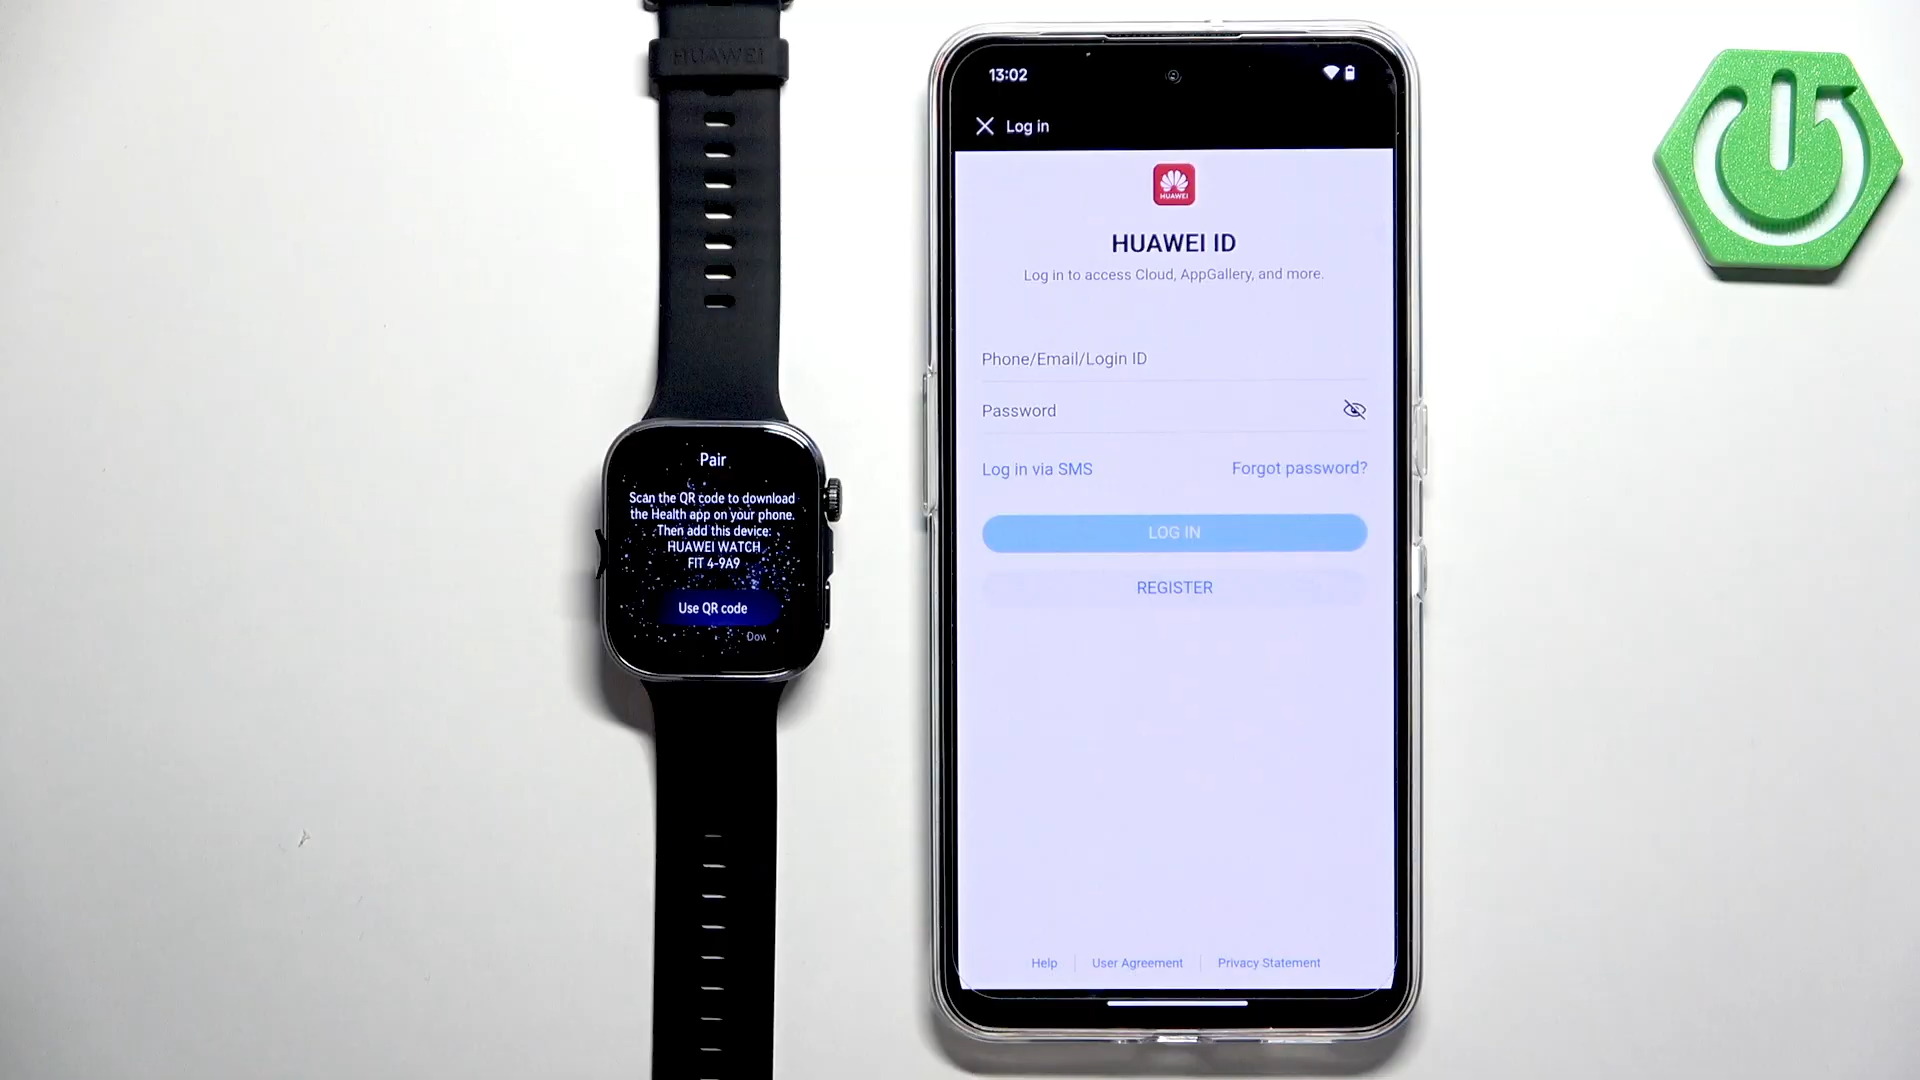 HUAWEI
Pair
Scan the QR code to download
the Health app on your phone.
Then add this device:
HUAWEI WATCH
FIT 4-9A9
Use QR code
Dow
13:02
Log in
HUAWEI
HUAWEI ID
Log in to access Cloud, AppGallery, and more.
Phone/Email/Login ID
Password
Log in via SMS Forgot password?
LOG IN
REGISTER
Help User Agreement Privacy Statement